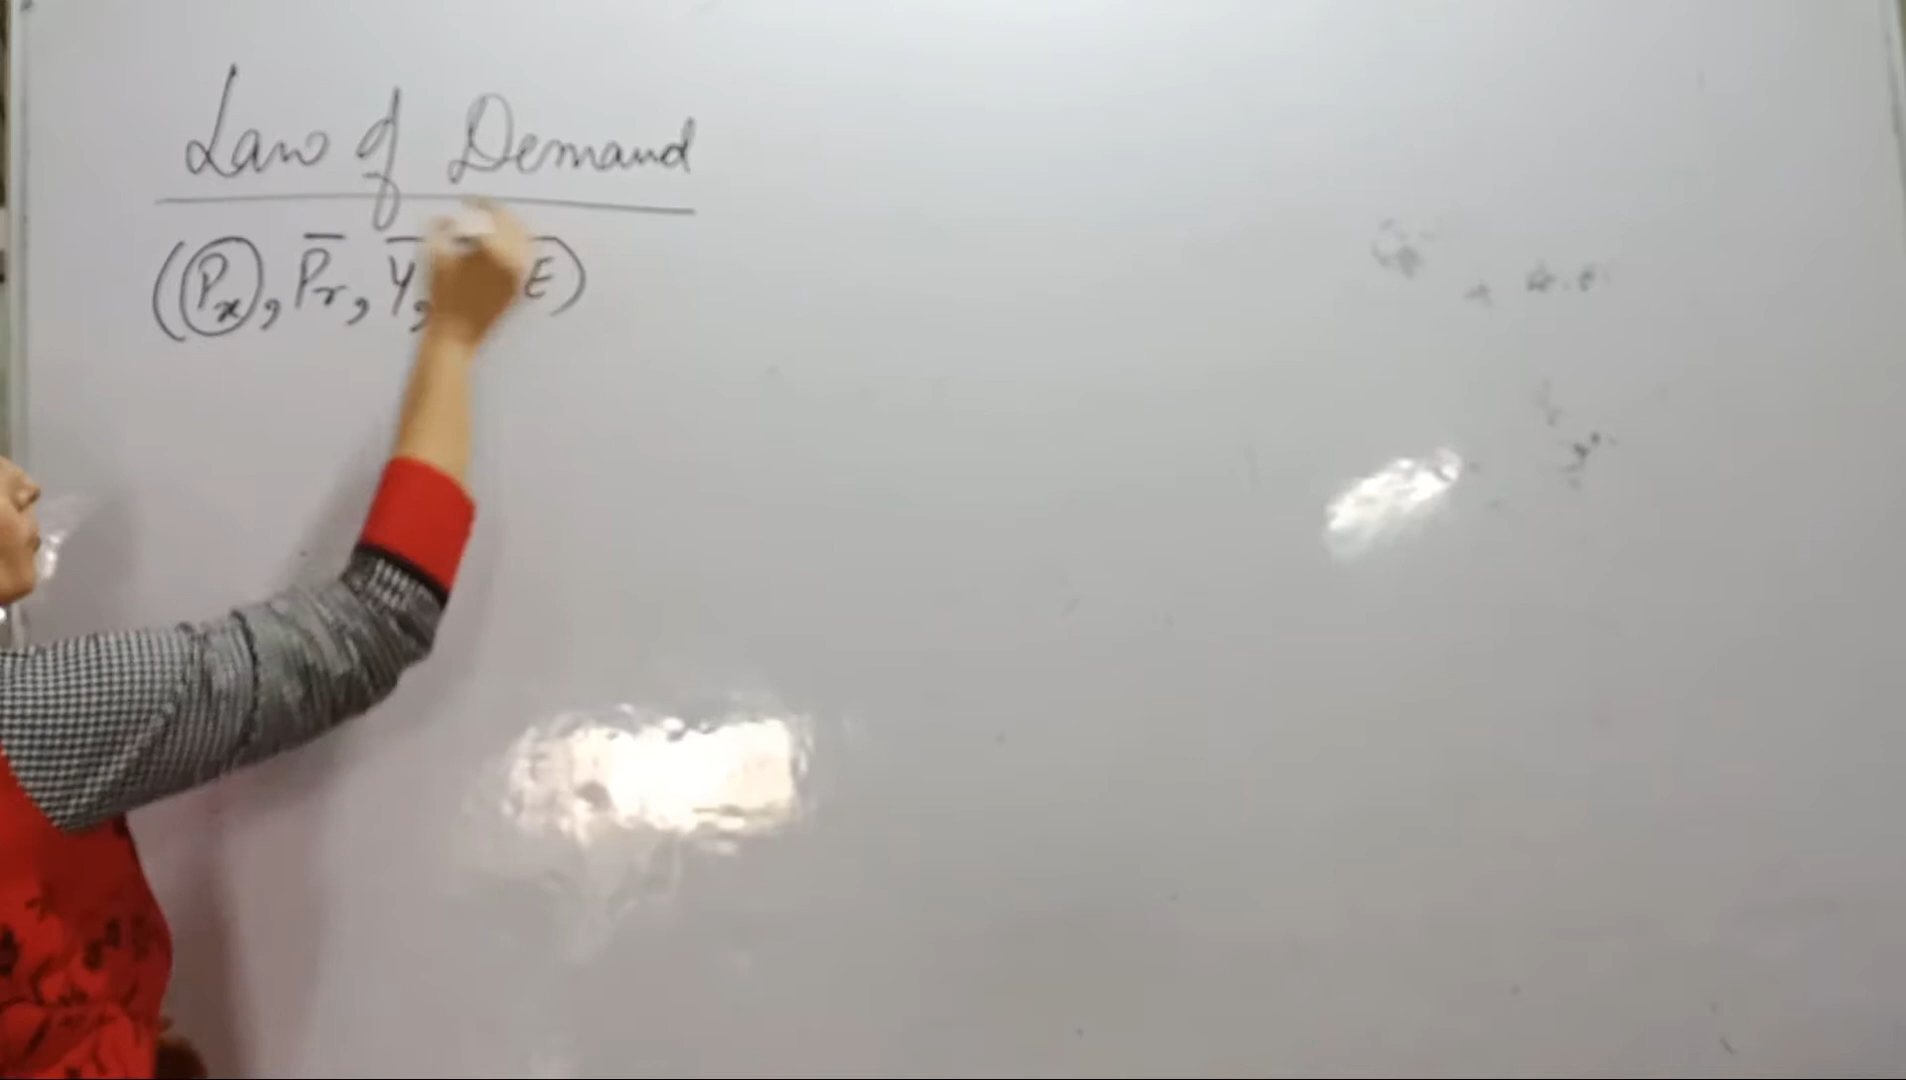 Law of Demand
(Px, P̅r, Y̅, E̅)